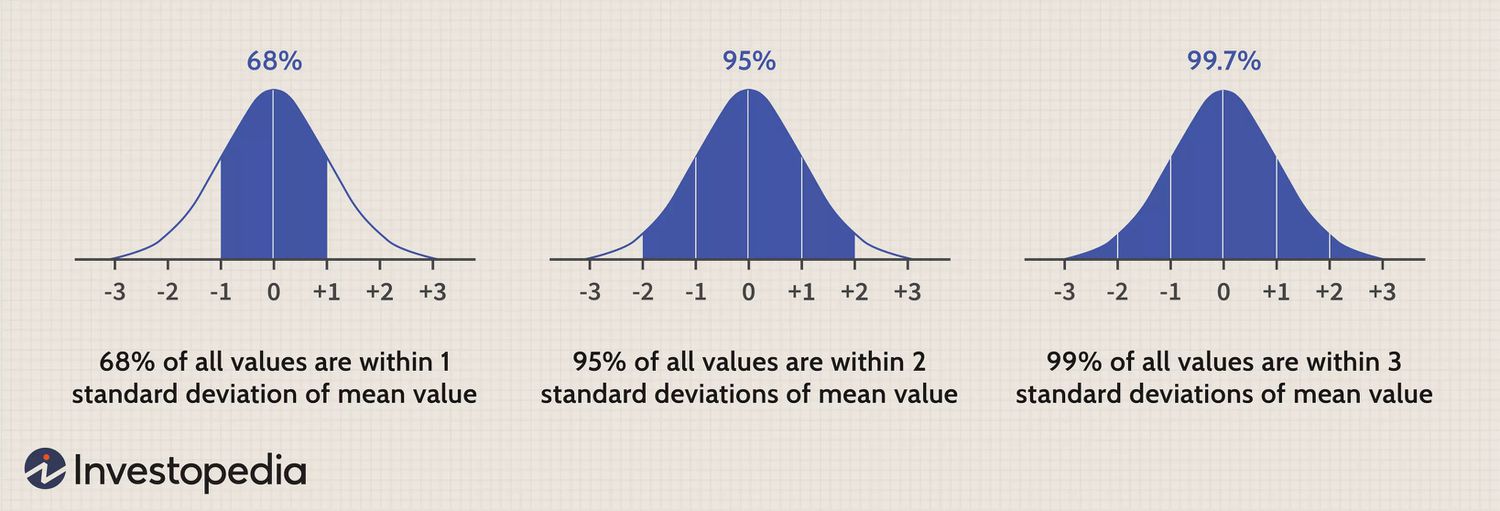 68%
-3 -2 -1 0 +1 +2 +3
68% of all values are within 1
standard deviation of mean value
95%
-3 -2 -1 0 +1 +2 +3
95% of all values are within 2
standard deviations of mean value
99.7%
-3 -2 -1 0 +1 +2 +3
99% of all values are within 3
standard deviations of mean value
Investopedia